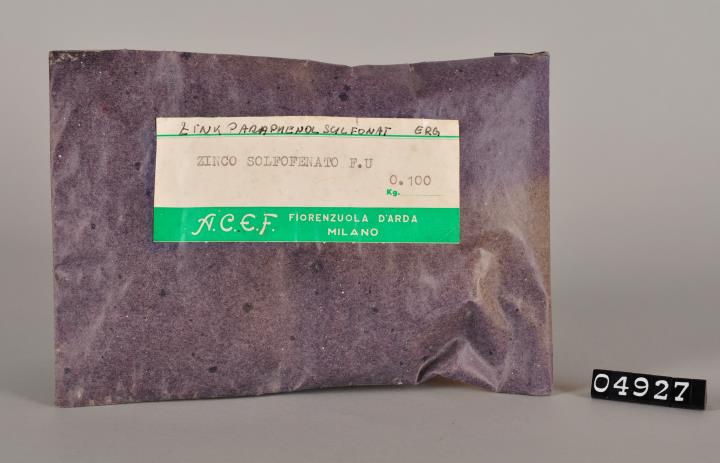 ZINK PARAPHENOLSULFONAT ERG
ZINCO SOLFOFENATO F.U
0.100
Kg.
A.C.E.F. FIORENZUOLA D'ARDA
MILANO
04927